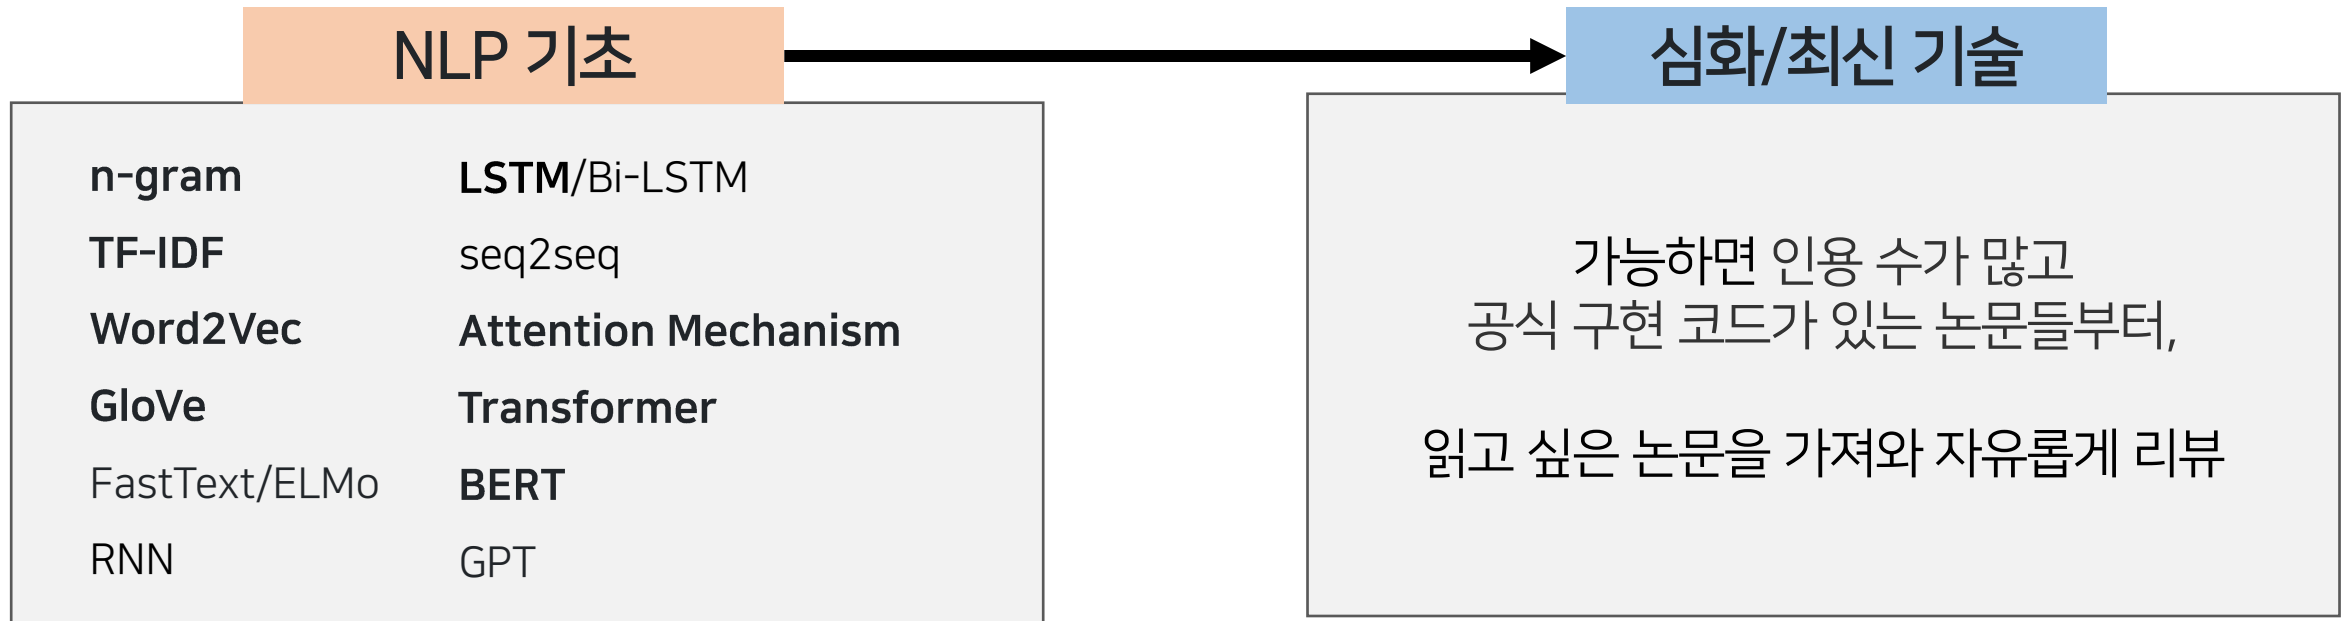 NLP 기초
n-gram
TF-IDF
Word2Vec
GloVe
FastText/ELMo
RNN
LSTM/Bi-LSTM
seq2seq
Attention Mechanism
Transformer
BERT
GPT
심화/최신 기술
가능하면 인용 수가 많고
공식 구현 코드가 있는 논문들부터,
읽고 싶은 논문을 가져와 자유롭게 리뷰